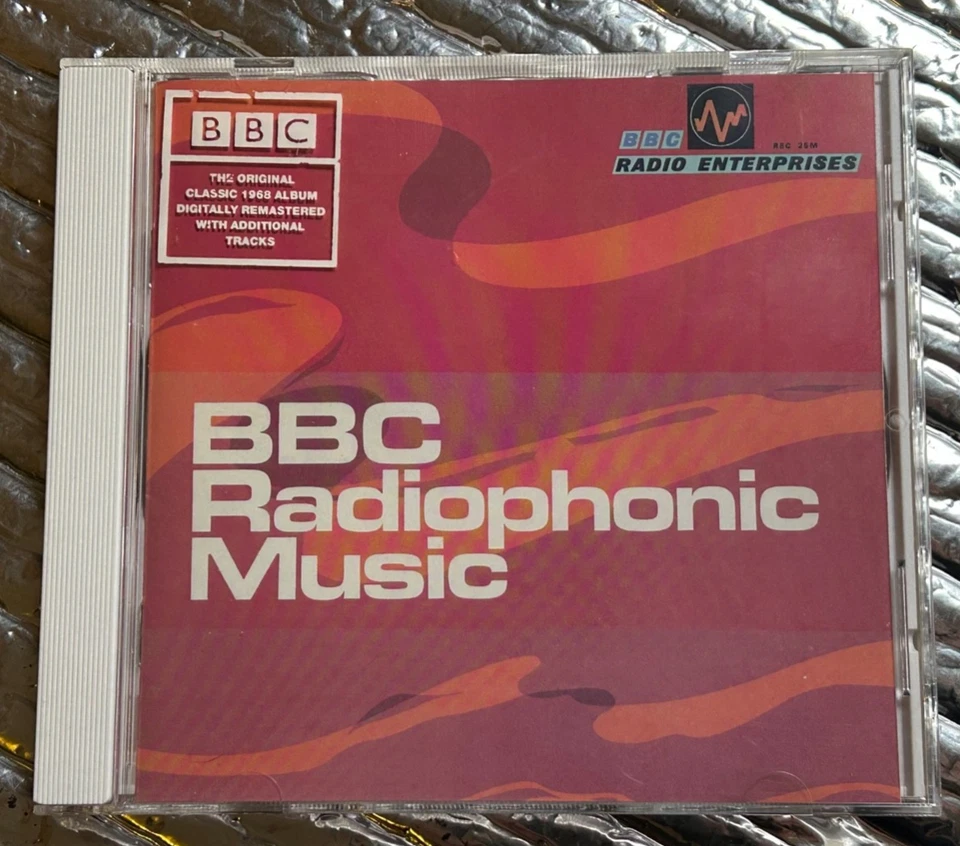 BBC
THE ORIGINAL
CLASSIC 1968 ALBUM
DIGITALLY REMASTERED
WITH ADDITIONAL
TRACKS
BBC
REC 25M
RADIO ENTERPRISES
BBC
Radiophonic
Music